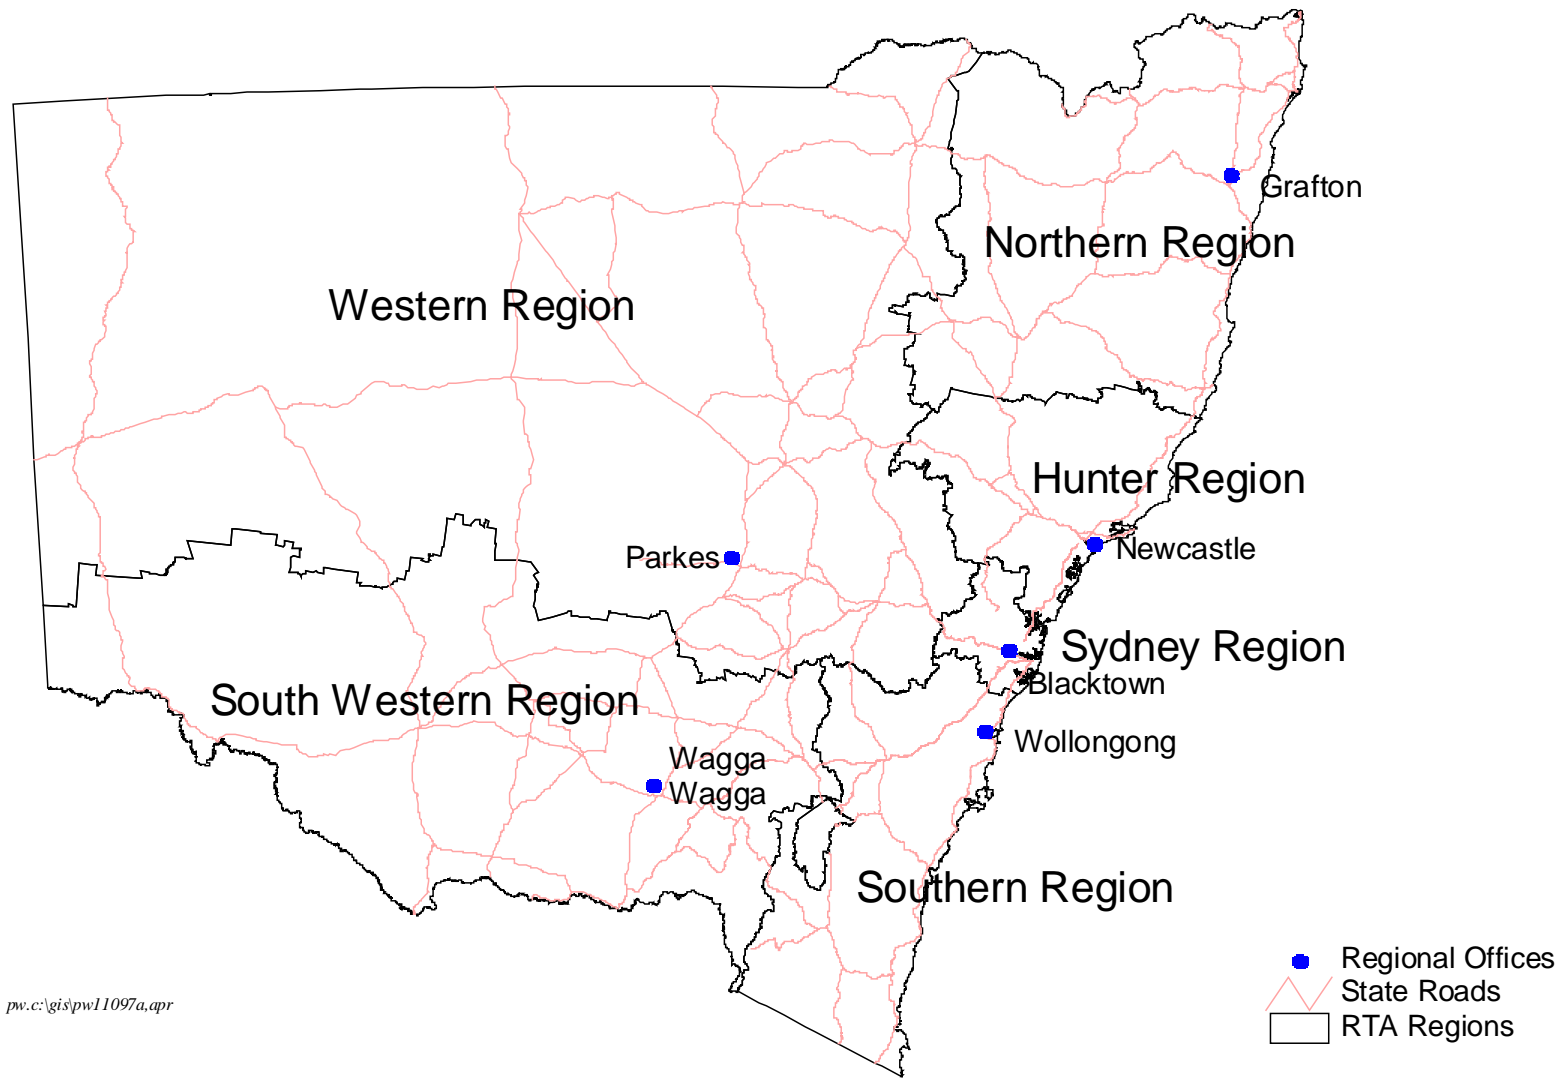 Grafton
Northern Region
Western Region
Hunter Region
Parkes
Newcastle
Sydney Region
Blacktown
South Western Region
Wollongong
Wagga
Wagga
Southern Region
Regional Offices
State Roads
RTA Regions
pw.c:\gis\pw11097a,apr